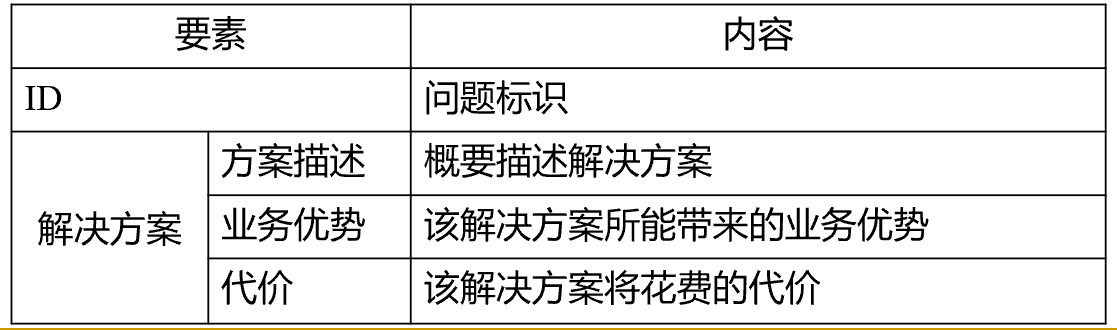 要素 内容
ID 问题标识
解决方案 方案描述 概要描述解决方案
业务优势 该解决方案所能带来的业务优势
代价 该解决方案将花费的代价